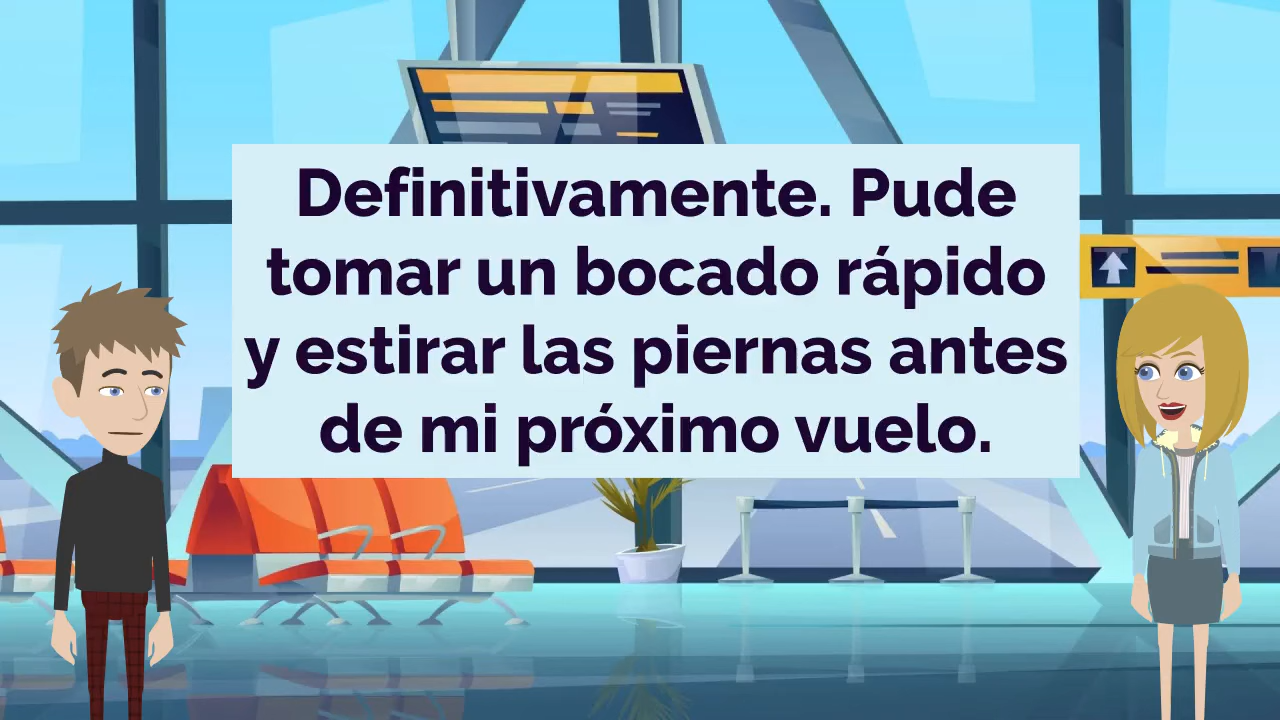 Definitivamente. Pude
tomar un bocado rápido
y estirar las piernas antes
de mi próximo vuelo.